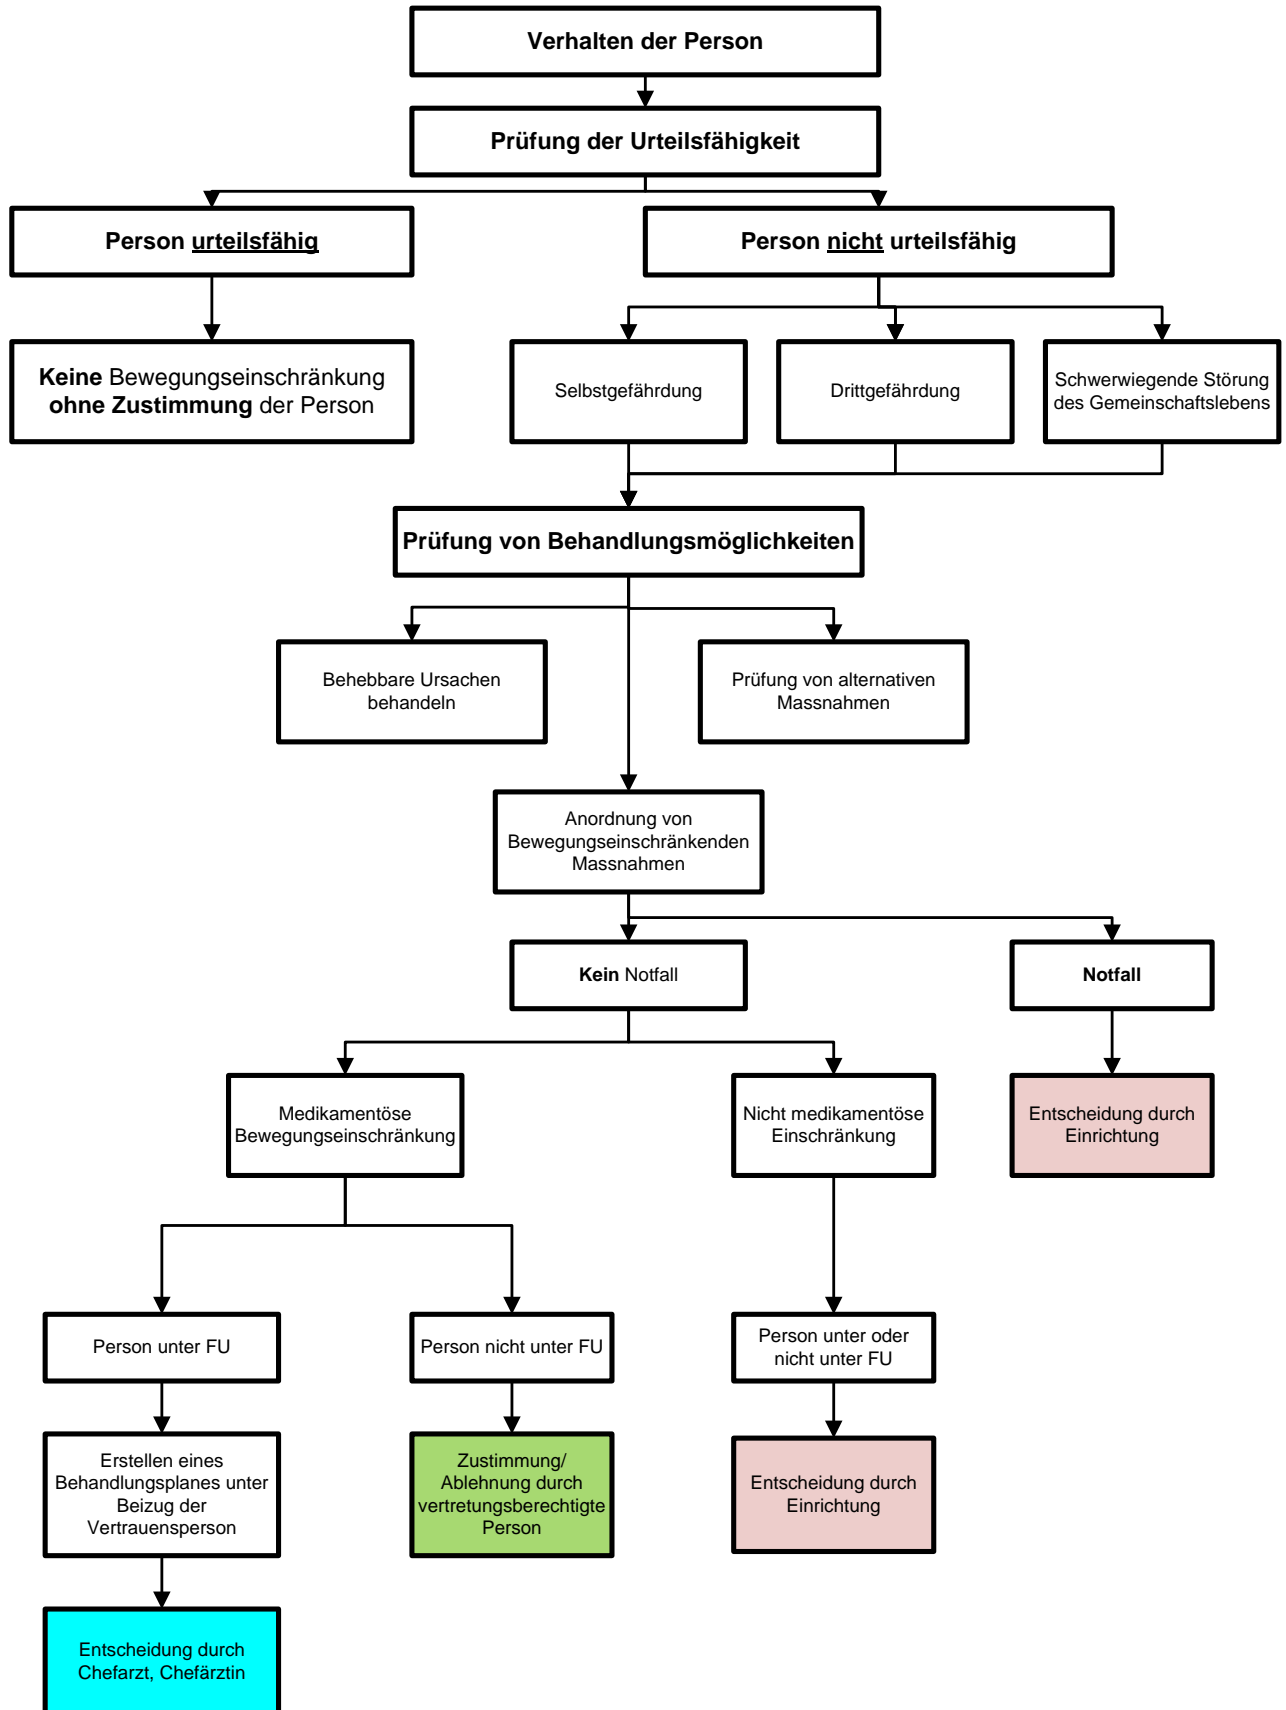 Verhalten der Person
Prüfung der Urteilsfähigkeit
Person urteilsfähig
Person nicht urteilsfähig
Keine Bewegungseinschränkung
ohne Zustimmung der Person
Selbstgefährdung
Drittgefährdung
Schwerwiegende Störung
des Gemeinschaftslebens
Prüfung von Behandlungsmöglichkeiten
Behebbare Ursachen
behandeln
Prüfung von alternativen
Massnahmen
Anordnung von
Bewegungseinschränkenden
Massnahmen
Kein Notfall
Notfall
Medikamentöse
Bewegungseinschränkung
Nicht medikamentöse
Einschränkung
Entscheidung durch
Einrichtung
Person unter FU
Person nicht unter FU
Person unter oder
nicht unter FU
Erstellen eines
Behandlungsplanes unter
Beizug der
Vertrauensperson
Zustimmung/
Ablehnung durch
vertretungsberechtigte
Person
Entscheidung durch
Einrichtung
Entscheidung durch
Chefarzt, Chefärztin